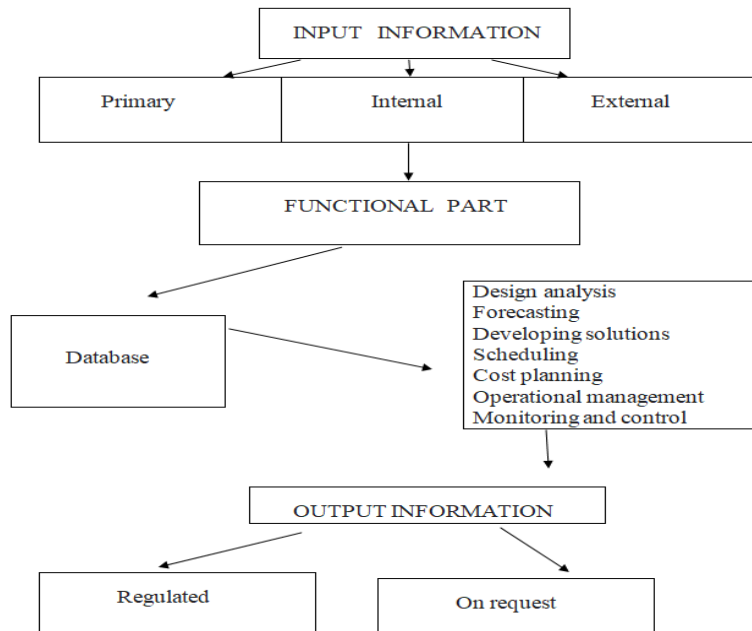 INPUT INFORMATION
Primary
Internal
External
FUNCTIONAL PART
Database
Design analysis
Forecasting
Developing solutions
Scheduling
Cost planning
Operational management
Monitoring and control
OUTPUT INFORMATION
Regulated
On request